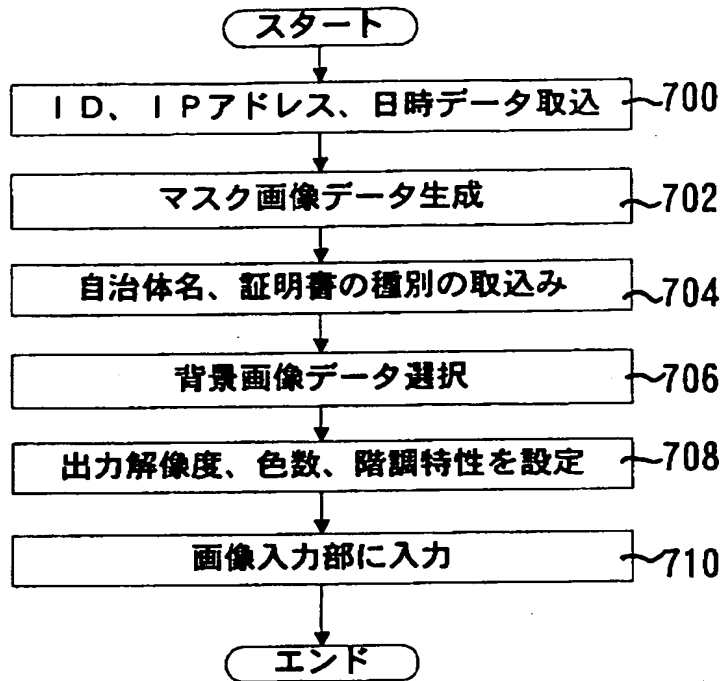 スタート
ID、IPアドレス、日時データ取込 700
マスク画像データ生成 702
自治体名、証明書の種別の取込み 704
背景画像データ選択 706
出力解像度、色数、階調特性を設定 708
画像入力部に入力 710
エンド